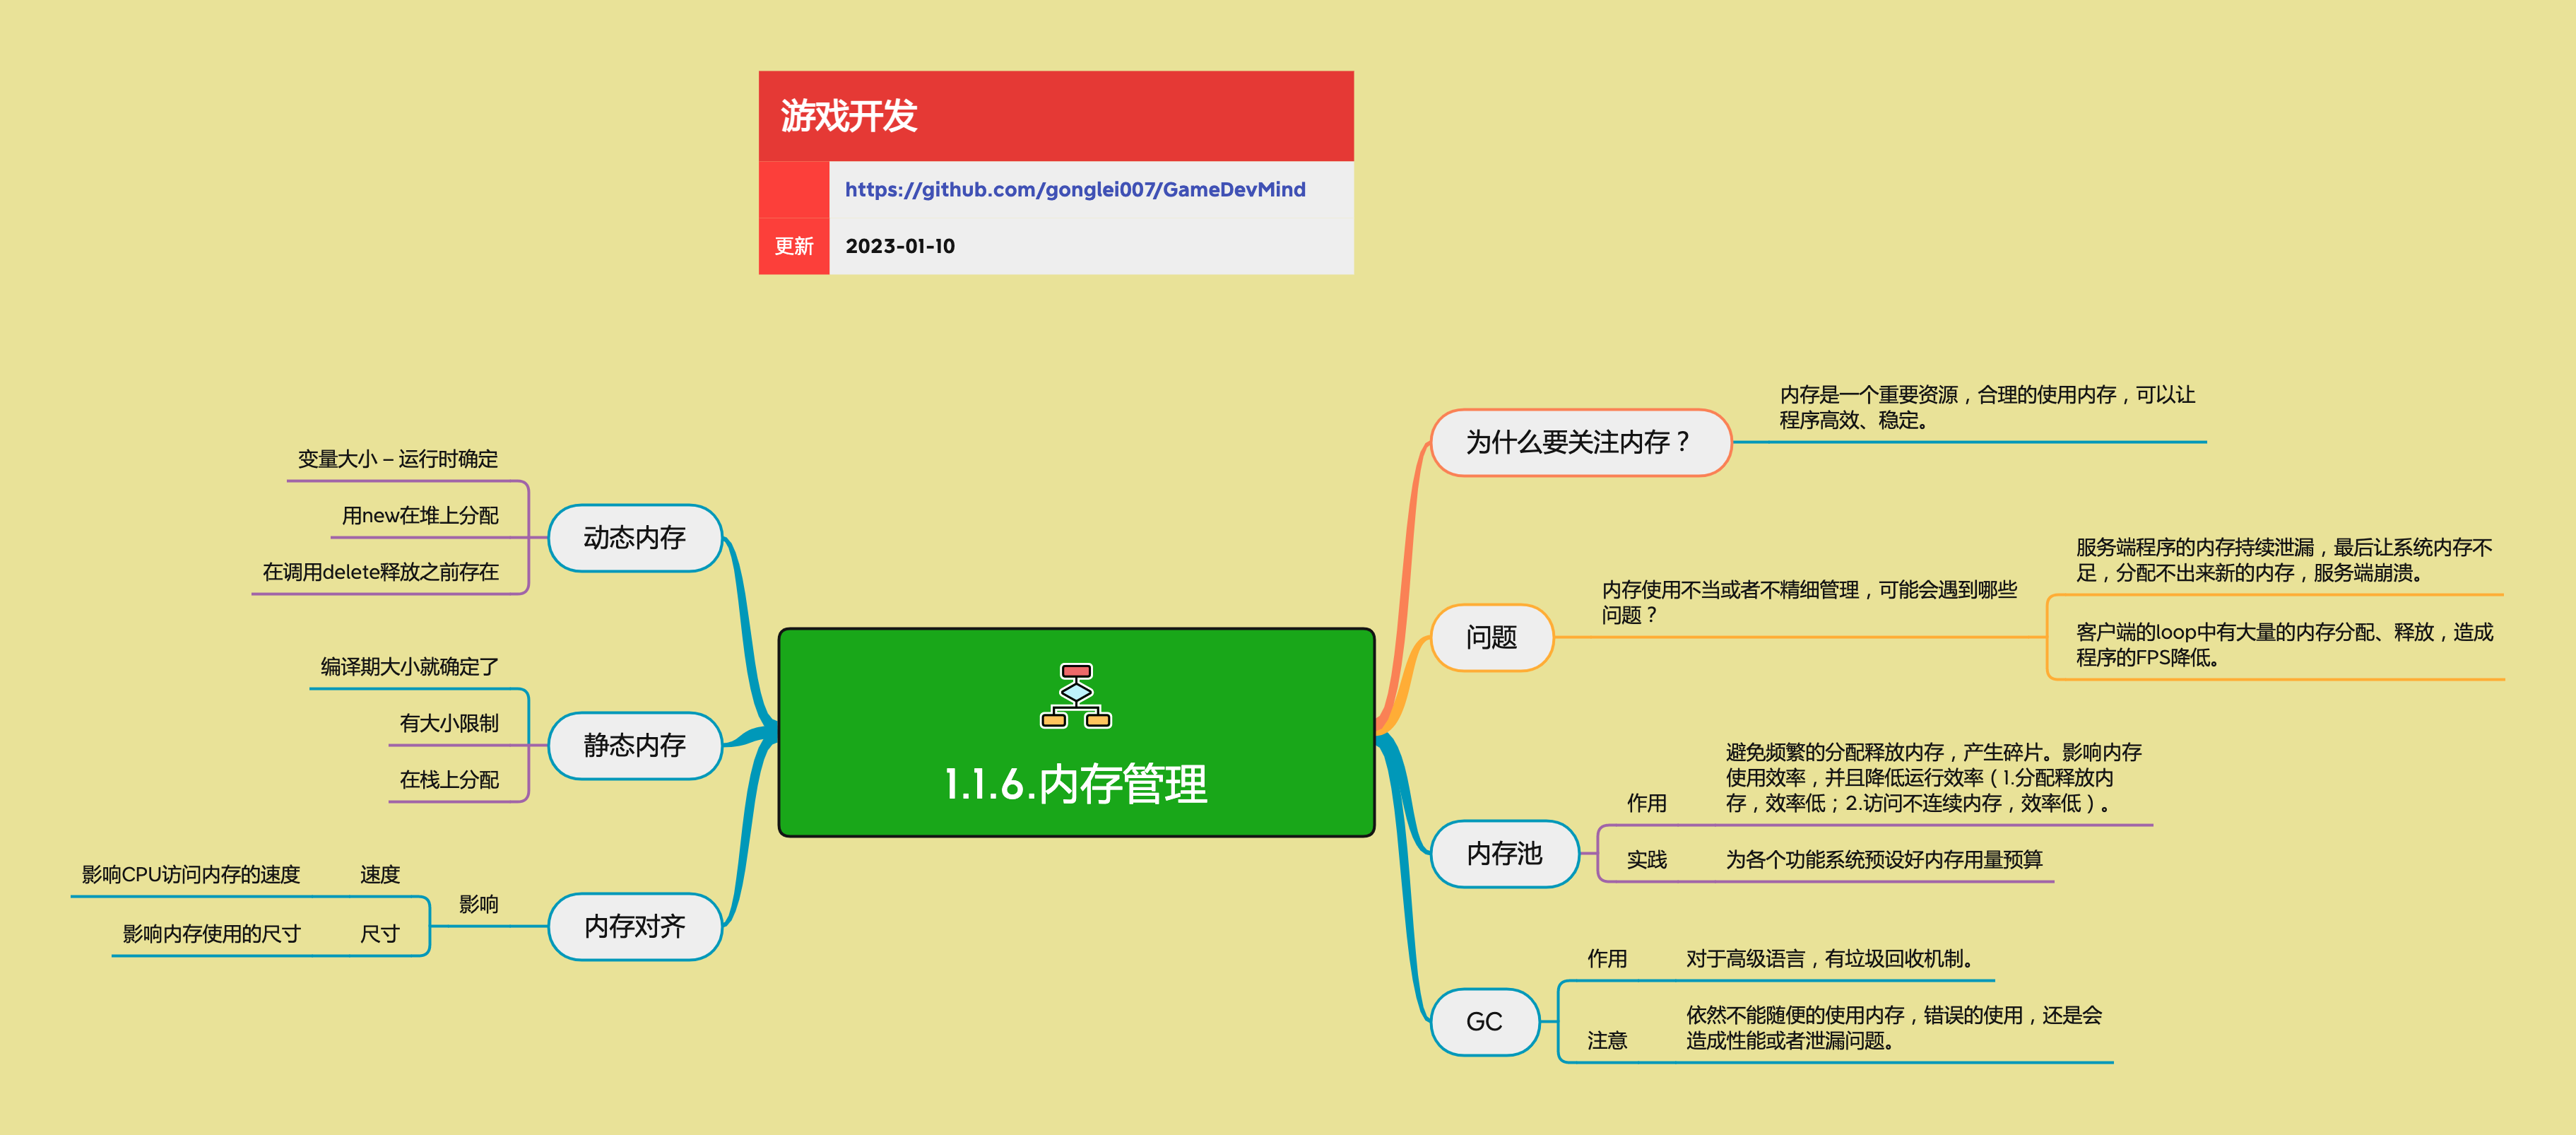 游戏开发
https://github.com/gonglei007/GameDevMind
更新
2023-01-10
1.1.6.内存管理
为什么要关注内存？
内存是一个重要资源，合理的使用内存，可以让
程序高效、稳定。
问题
内存使用不当或者不精细管理，可能会遇到哪些
问题？
服务端程序的内存持续泄漏，最后让系统内存不
足，分配不出来新的内存，服务端崩溃。
客户端的loop中有大量的内存分配、释放，造成
程序的FPS降低。
内存池
作用
避免频繁的分配释放内存，产生碎片。影响内存
使用效率，并且降低运行效率（1.分配释放内
存，效率低；2.访问不连续内存，效率低）。
实践
为各个功能系统预设好内存用量预算
GC
作用
对于高级语言，有垃圾回收机制。
注意
依然不能随便的使用内存，错误的使用，还是会
造成性能或者泄漏问题。
动态内存
变量大小 – 运行时确定
用new在堆上分配
在调用delete释放之前存在
静态内存
编译期大小就确定了
有大小限制
在栈上分配
内存对齐
影响
速度
影响CPU访问内存的速度
尺寸
影响内存使用的尺寸